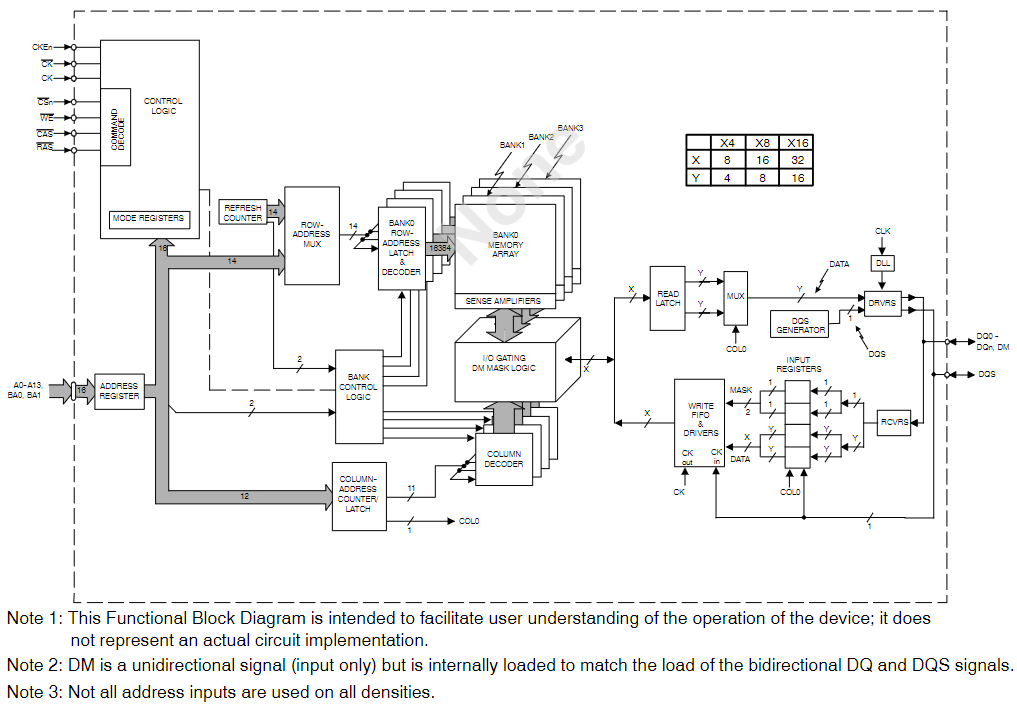 CKEn
CK
CK
CSn
WE
CAS
RAS
COMMAND DECODE
CONTROL
LOGIC
MODE REGISTERS
16
REFRESH
COUNTER
14
14
ROW-
ADDRESS
MUX
14
BANK0
ROW-
ADDRESS
LATCH
&
DECODER
16384
BANK1
BANK2
BANK3
BANK0
MEMORY
ARRAY
SENSE AMPLIFIERS
None
X4 X8 X16
X 8 16 32
Y 4 8 16
I/O GATING
DM MASK LOGIC
X
X
READ
LATCH
Y
Y
MUX
COL0
Y
DATA
CLK
DLL
DRVRS
DQS
GENERATOR
1
DQS
DQ0 -
DQn, DM
DQS
INPUT
REGISTERS
A0-A13,
BA0, BA1
16
ADDRESS
REGISTER
2
2
BANK
CONTROL
LOGIC
12
COLUMN-
ADDRESS
COUNTER/
LATCH
11
1
COL0
COLUMN
DECODER
X
WRITE
FIFO
&
DRIVERS
CK
out
CK
in
CK
MASK
2
X
DATA
1
1
Y
Y
1
1
Y
Y
1
Y
RCVRS
COL0
1
Note 1: This Functional Block Diagram is intended to facilitate user understanding of the operation of the device; it does
not represent an actual circuit implementation.
Note 2: DM is a unidirectional signal (input only) but is internally loaded to match the load of the bidirectional DQ and DQS signals.
Note 3: Not all address inputs are used on all densities.